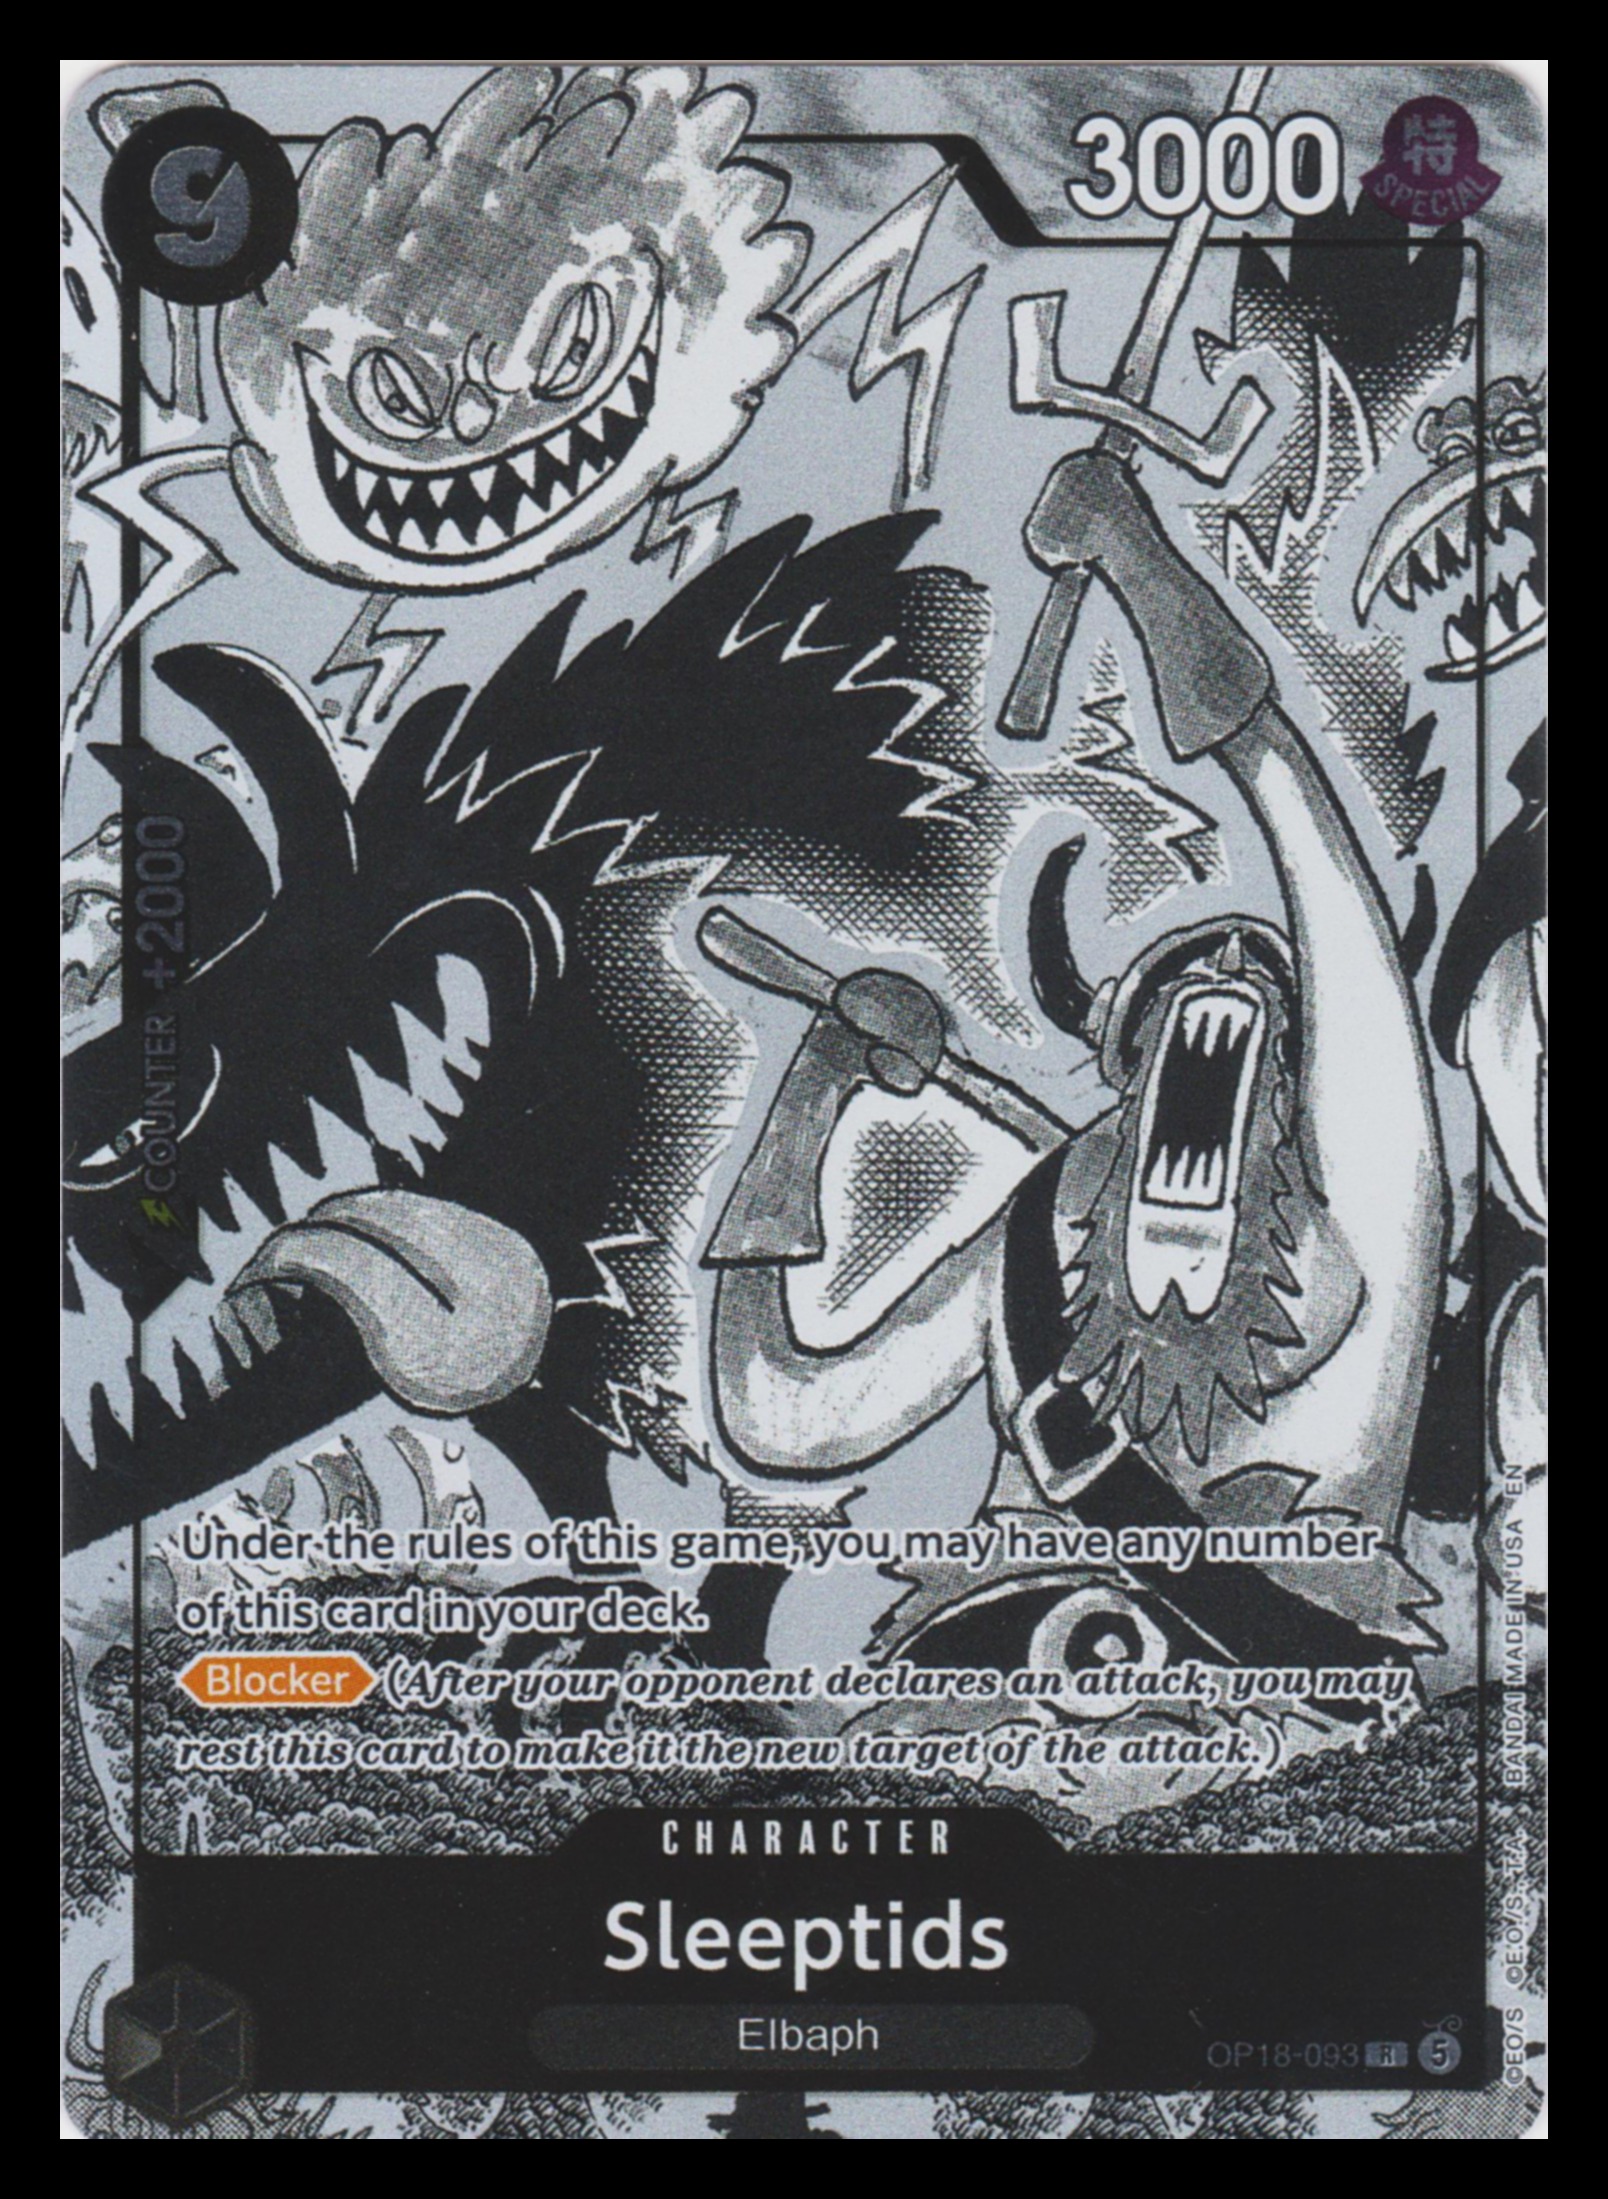 9
3000
特
SPECIAL
COUNTER +2000
Under the rules of this game, you may have any number
of this card in your deck.
Blocker (After your opponent declares an attack, you may
rest this card to make it the new target of the attack.)
CHARACTER
Sleeptids
Elbaph
OP18-093 R 5
©EO/S ©E.O./S.,T.A. BANDAI MADE IN USA EN